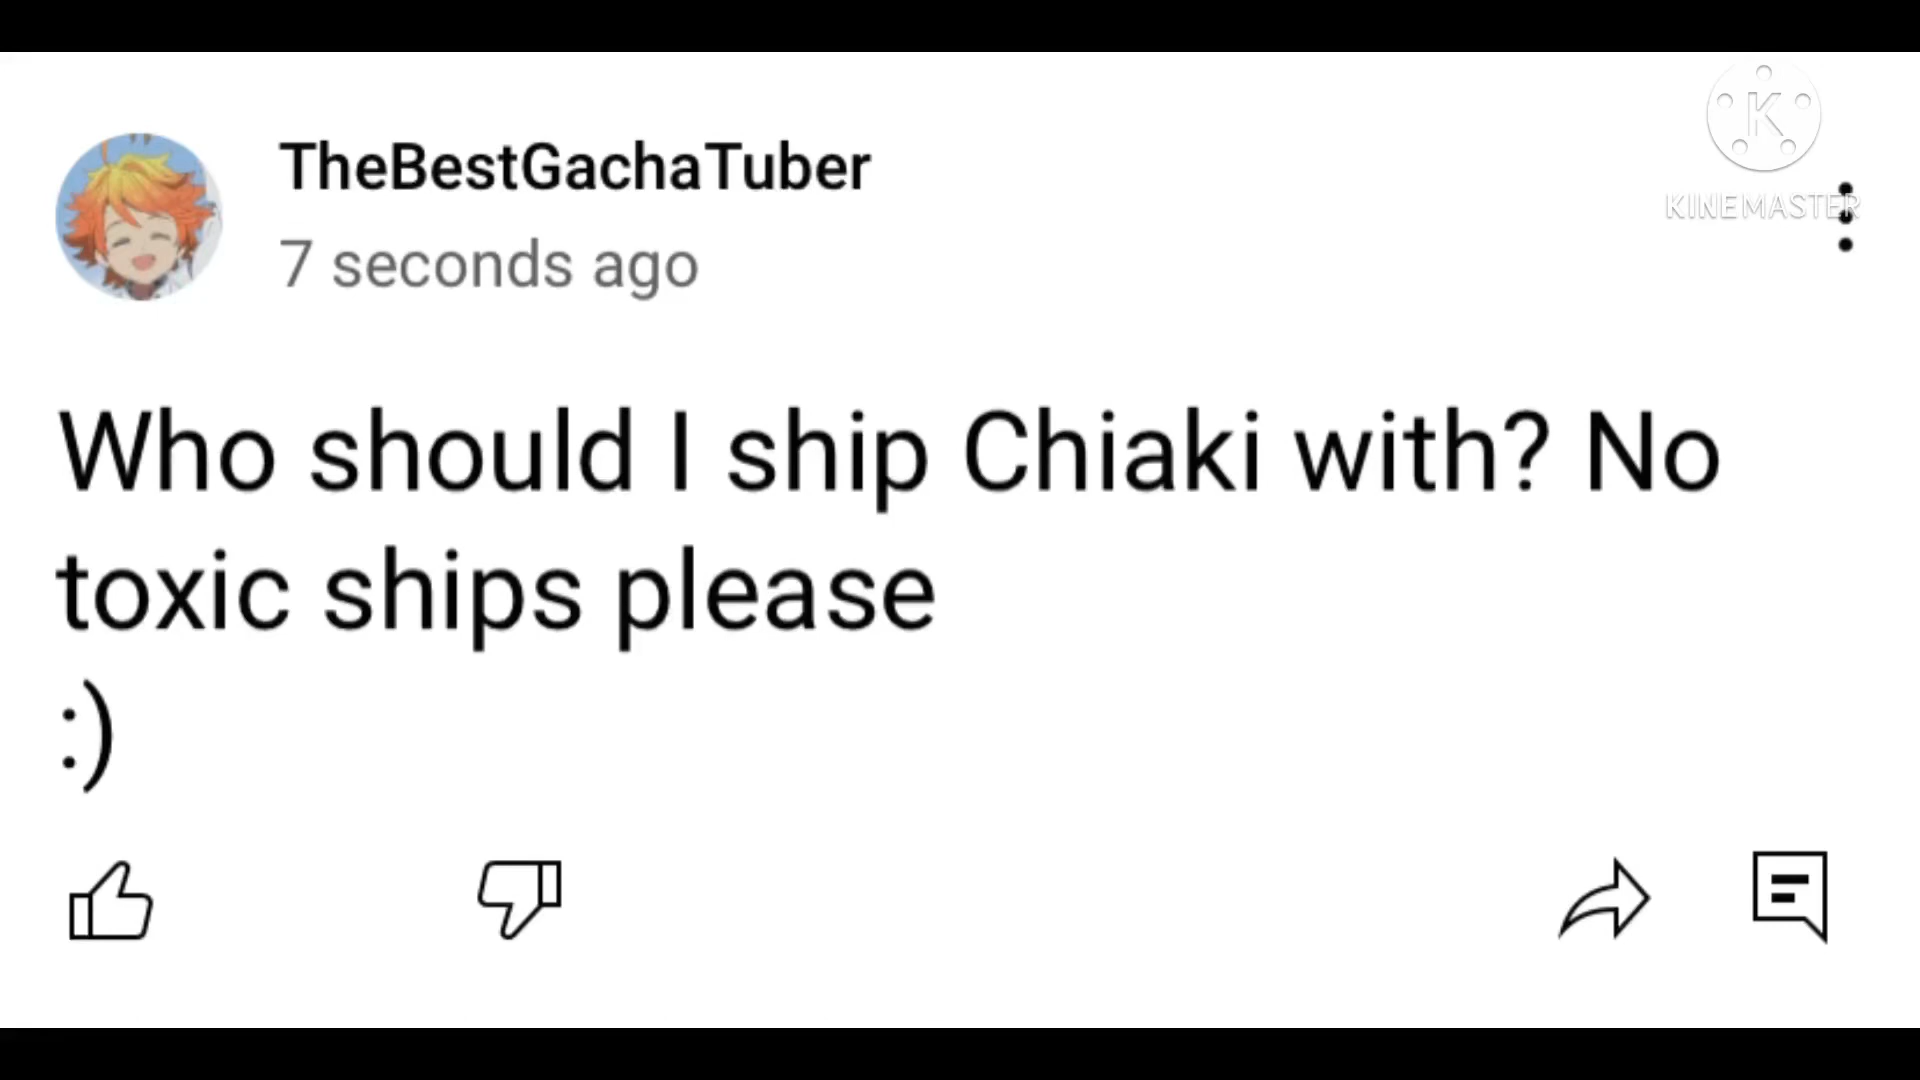 TheBestGachaTuber
7 seconds ago
K
KINEMASTER
Who should I ship Chiaki with? No
toxic ships please
:)